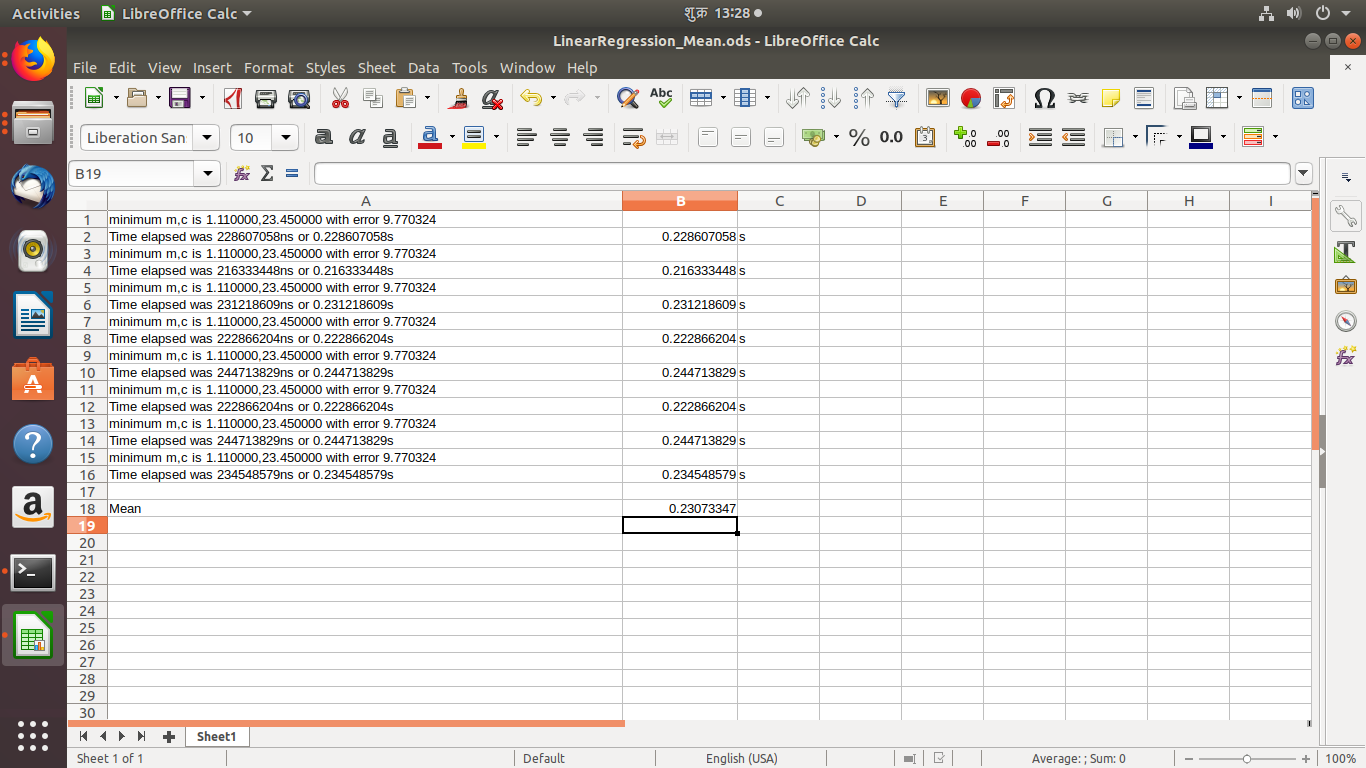 Activities LibreOffice Calc शुक्र 13:28
LinearRegression_Mean.ods - LibreOffice Calc
File Edit View Insert Format Styles Sheet Data Tools Window Help
Liberation San 10
B19
A B C D E F G H I
1 minimum m,c is 1.110000,23.450000 with error 9.770324
2 Time elapsed was 228607058ns or 0.228607058s 0.228607058 s
3 minimum m,c is 1.110000,23.450000 with error 9.770324
4 Time elapsed was 216333448ns or 0.216333448s 0.216333448 s
5 minimum m,c is 1.110000,23.450000 with error 9.770324
6 Time elapsed was 231218609ns or 0.231218609s 0.231218609 s
7 minimum m,c is 1.110000,23.450000 with error 9.770324
8 Time elapsed was 222866204ns or 0.222866204s 0.222866204 s
9 minimum m,c is 1.110000,23.450000 with error 9.770324
10 Time elapsed was 244713829ns or 0.244713829s 0.244713829 s
11 minimum m,c is 1.110000,23.450000 with error 9.770324
12 Time elapsed was 222866204ns or 0.222866204s 0.222866204 s
13 minimum m,c is 1.110000,23.450000 with error 9.770324
14 Time elapsed was 244713829ns or 0.244713829s 0.244713829 s
15 minimum m,c is 1.110000,23.450000 with error 9.770324
16 Time elapsed was 234548579ns or 0.234548579s 0.234548579 s
17
18 Mean 0.23073347
19
20
21
22
23
24
25
26
27
28
29
30
Sheet1
Sheet 1 of 1 Default English (USA) Average: ; Sum: 0 100%